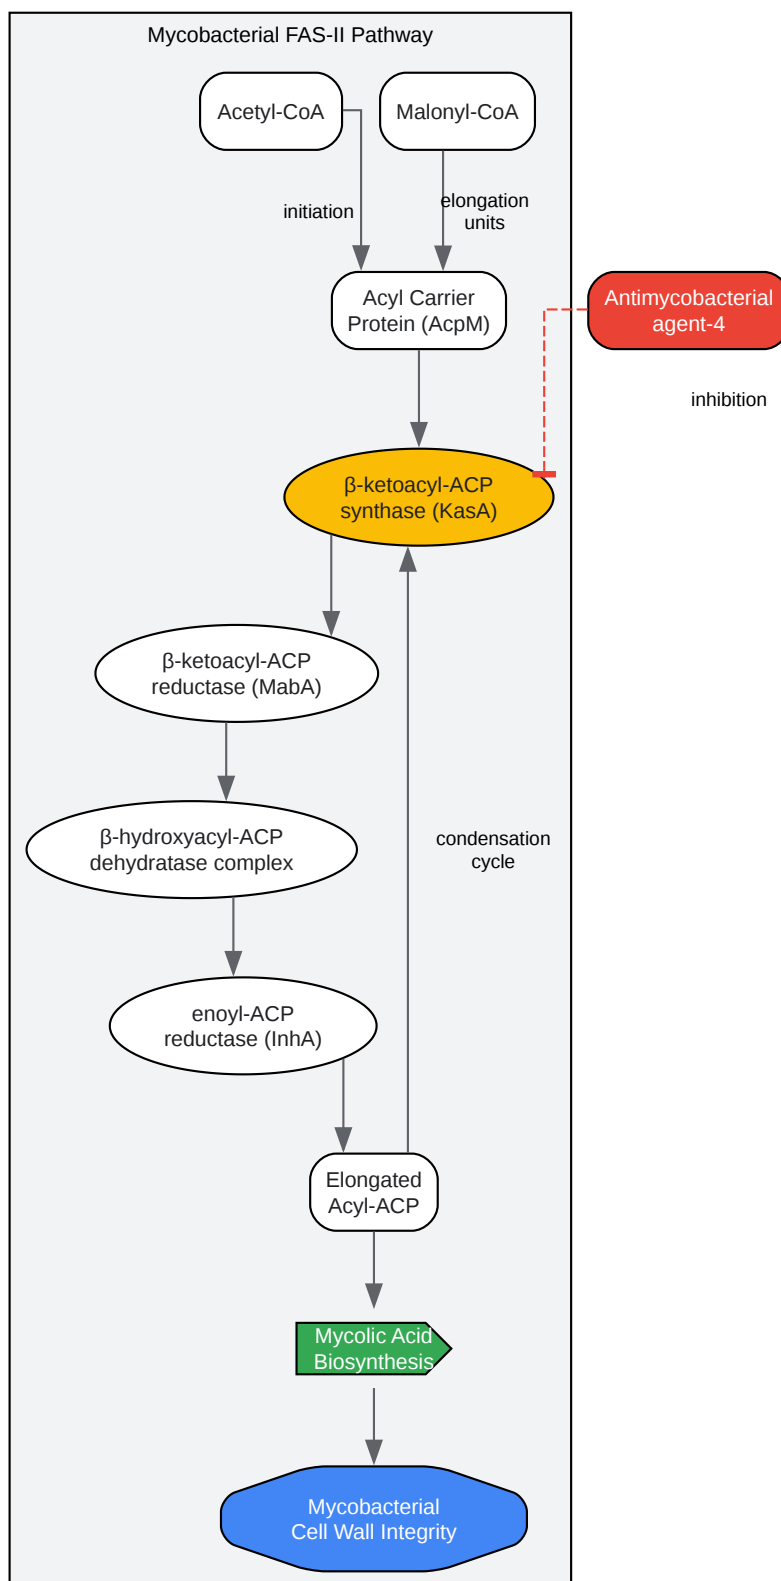 Mycobacterial FAS-II Pathway
Acetyl-CoA
Malonyl-CoA
initiation
elongation
units
Acyl Carrier
Protein (AcpM)
Antimycobacterial
agent-4
inhibition
β-ketoacyl-ACP
synthase (KasA)
β-ketoacyl-ACP
reductase (MabA)
β-hydroxyacyl-ACP
dehydratase complex
condensation
cycle
enoyl-ACP
reductase (InhA)
Elongated
Acyl-ACP
Mycolic Acid
Biosynthesis
Mycobacterial
Cell Wall Integrity